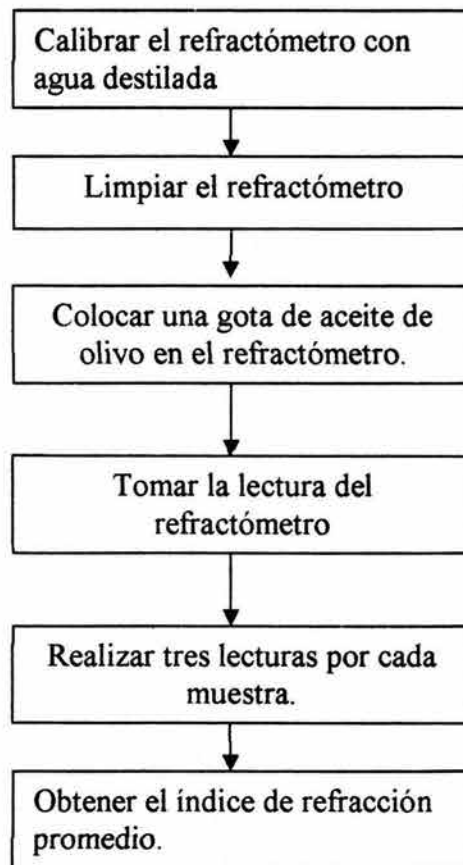 Calibrar el refractómetro con
agua destilada
Limpiar el refractómetro
Colocar una gota de aceite de
olivo en el refractómetro.
Tomar la lectura del
refractómetro
Realizar tres lecturas por cada
muestra.
Obtener el índice de refracción
promedio.